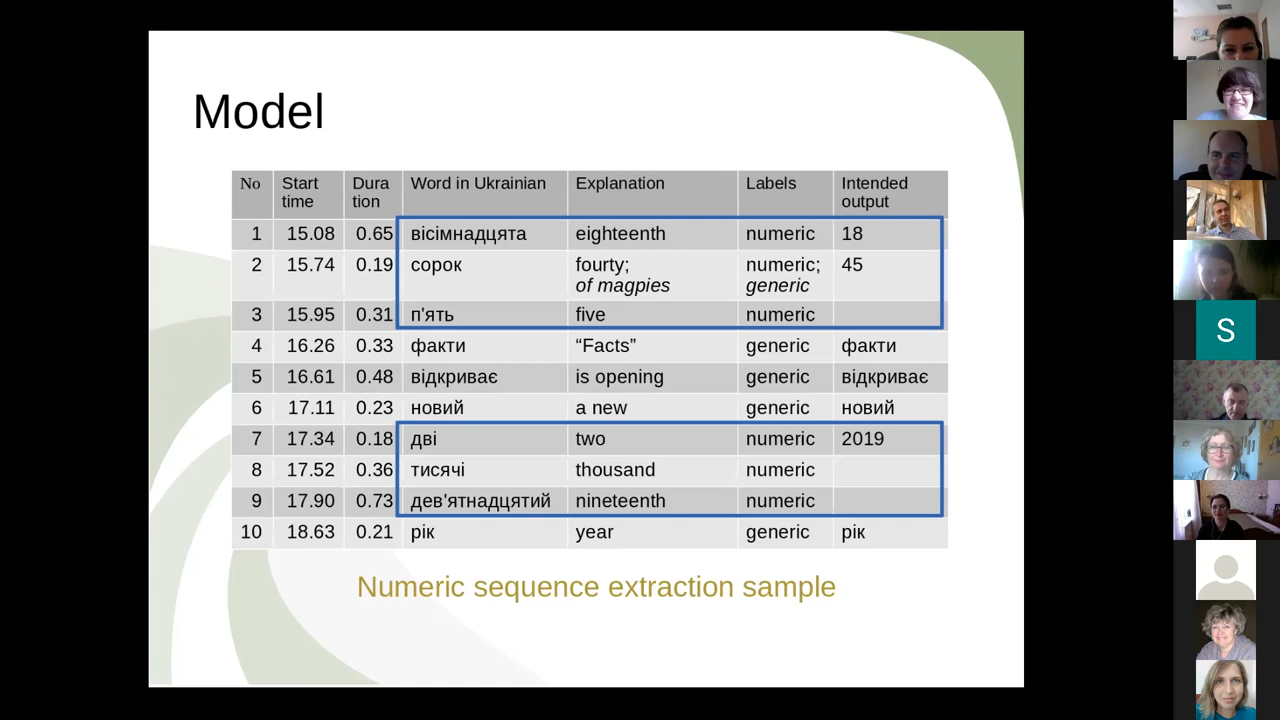 Model
No Start time Dura tion Word in Ukrainian Explanation Labels Intended output
1 15.08 0.65 вісімнадцята eighteenth numeric 18
2 15.74 0.19 сорок fourty; of magpies numeric; generic 45
3 15.95 0.31 п'ять five numeric
4 16.26 0.33 факти “Facts” generic факти
5 16.61 0.48 відкриває is opening generic відкриває
6 17.11 0.23 новий a new generic новий
7 17.34 0.18 дві two numeric 2019
8 17.52 0.36 тисячі thousand numeric
9 17.90 0.73 дев'ятнадцятий nineteenth numeric
10 18.63 0.21 рік year generic рік
Numeric sequence extraction sample
S